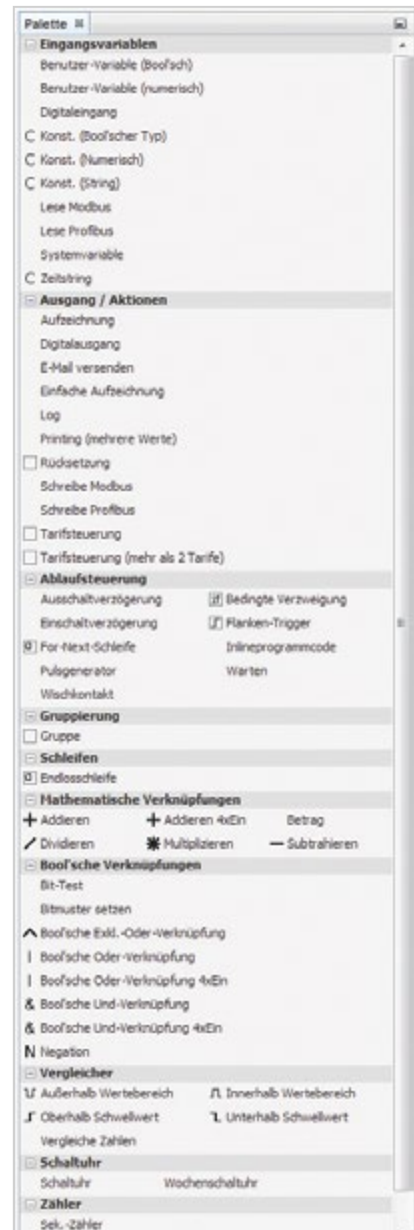 Palette
Eingangsvariablen
Benutzer-Variable (Bool'sch)
Benutzer-Variable (numerisch)
Digitaleingang
C Konst. (Bool'scher Typ)
C Konst. (Numerisch)
C Konst. (String)
Lese Modbus
Lese Profibus
Systemvariable
C Zeitstring
Ausgang / Aktionen
Aufzeichnung
Digitalausgang
E-Mail versenden
Einfache Aufzeichnung
Log
Printing (mehrere Werte)
Rücksetzung
Schreibe Modbus
Schreibe Profibus
Tarifsteuerung
Tarifsteuerung (mehr als 2 Tarife)
Ablaufsteuerung
Ausschaltverzögerung if Bedingte Verzweigung
Einschaltverzögerung Flanken-Trigger
For-Next-Schleife Inlineprogrammcode
Pulsgenerator Warten
Wischkontakt
Gruppierung
Gruppe
Schleifen
Endlosschleife
Mathematische Verknüpfungen
+ Addieren + Addieren 4xEin Betrag
/ Dividieren ✱ Multiplizieren — Subtrahieren
Bool'sche Verknüpfungen
Bit-Test
Bitmuster setzen
^ Bool'sche Exkl.-Oder-Verknüpfung
| Bool'sche Oder-Verknüpfung
| Bool'sche Oder-Verknüpfung 4xEin
& Bool'sche Und-Verknüpfung
& Bool'sche Und-Verknüpfung 4xEin
N Negation
Vergleicher
Außerhalb Wertebereich Innerhalb Wertebereich
Oberhalb Schwellwert Unterhalb Schwellwert
Vergleiche Zahlen
Schaltuhr
Schaltuhr Wochenschaltuhr
Zähler
Sek.-Zähler